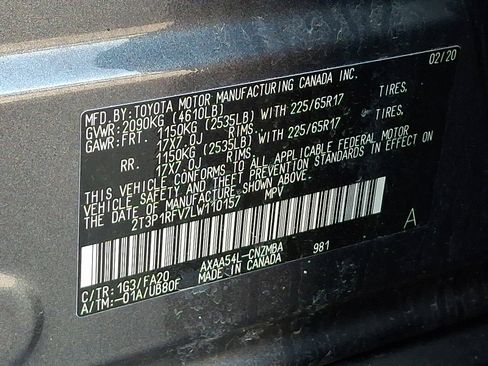 MFD.BY:TOYOTA MOTOR MANUFACTURING CANADA INC. 02/20
GVWR:2090KG (4610LB)
GAWR:FRT. 1150KG (2535LB) WITH 225/65R17 TIRES,
17X7.0J RIMS.
RR. 1150KG (2535LB) WITH 225/65R17 TIRES,
17X7.0J RIMS.
THIS VEHICLE CONFORMS TO ALL APPLICABLE FEDERAL MOTOR
VEHICLE SAFETY STANDARDS IN EFFECT ON
THE DATE OF MANUFACTURE SHOWN ABOVE.
2T3P1RFV7LW110157 MPV
A
C/TR:1G3/FA20 AXAA54L-CNZMBA 981
A/TM:-01A/UB80F MADE IN CANADA